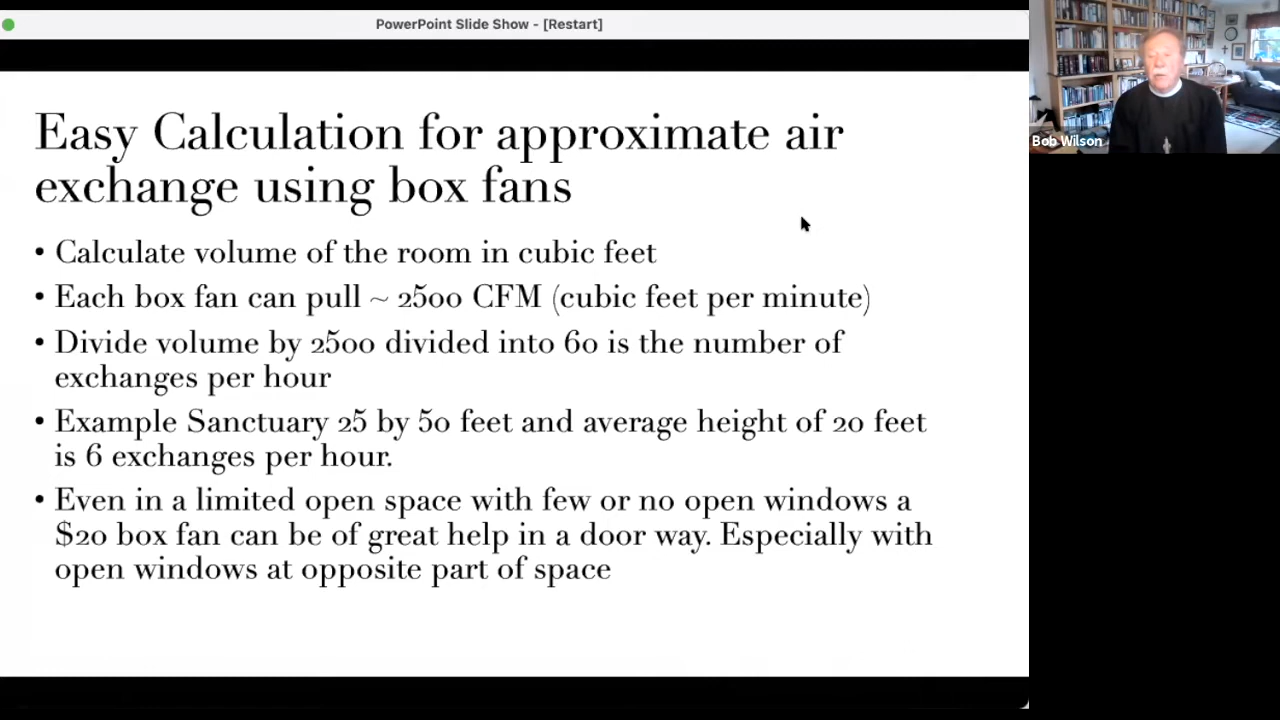 PowerPoint Slide Show - [Restart]
Easy Calculation for approximate air
exchange using box fans
• Calculate volume of the room in cubic feet
• Each box fan can pull ~ 2500 CFM (cubic feet per minute)
• Divide volume by 2500 divided into 60 is the number of
exchanges per hour
• Example Sanctuary 25 by 50 feet and average height of 20 feet
is 6 exchanges per hour.
• Even in a limited open space with few or no open windows a
$20 box fan can be of great help in a door way. Especially with
open windows at opposite part of space
Bob Wilson